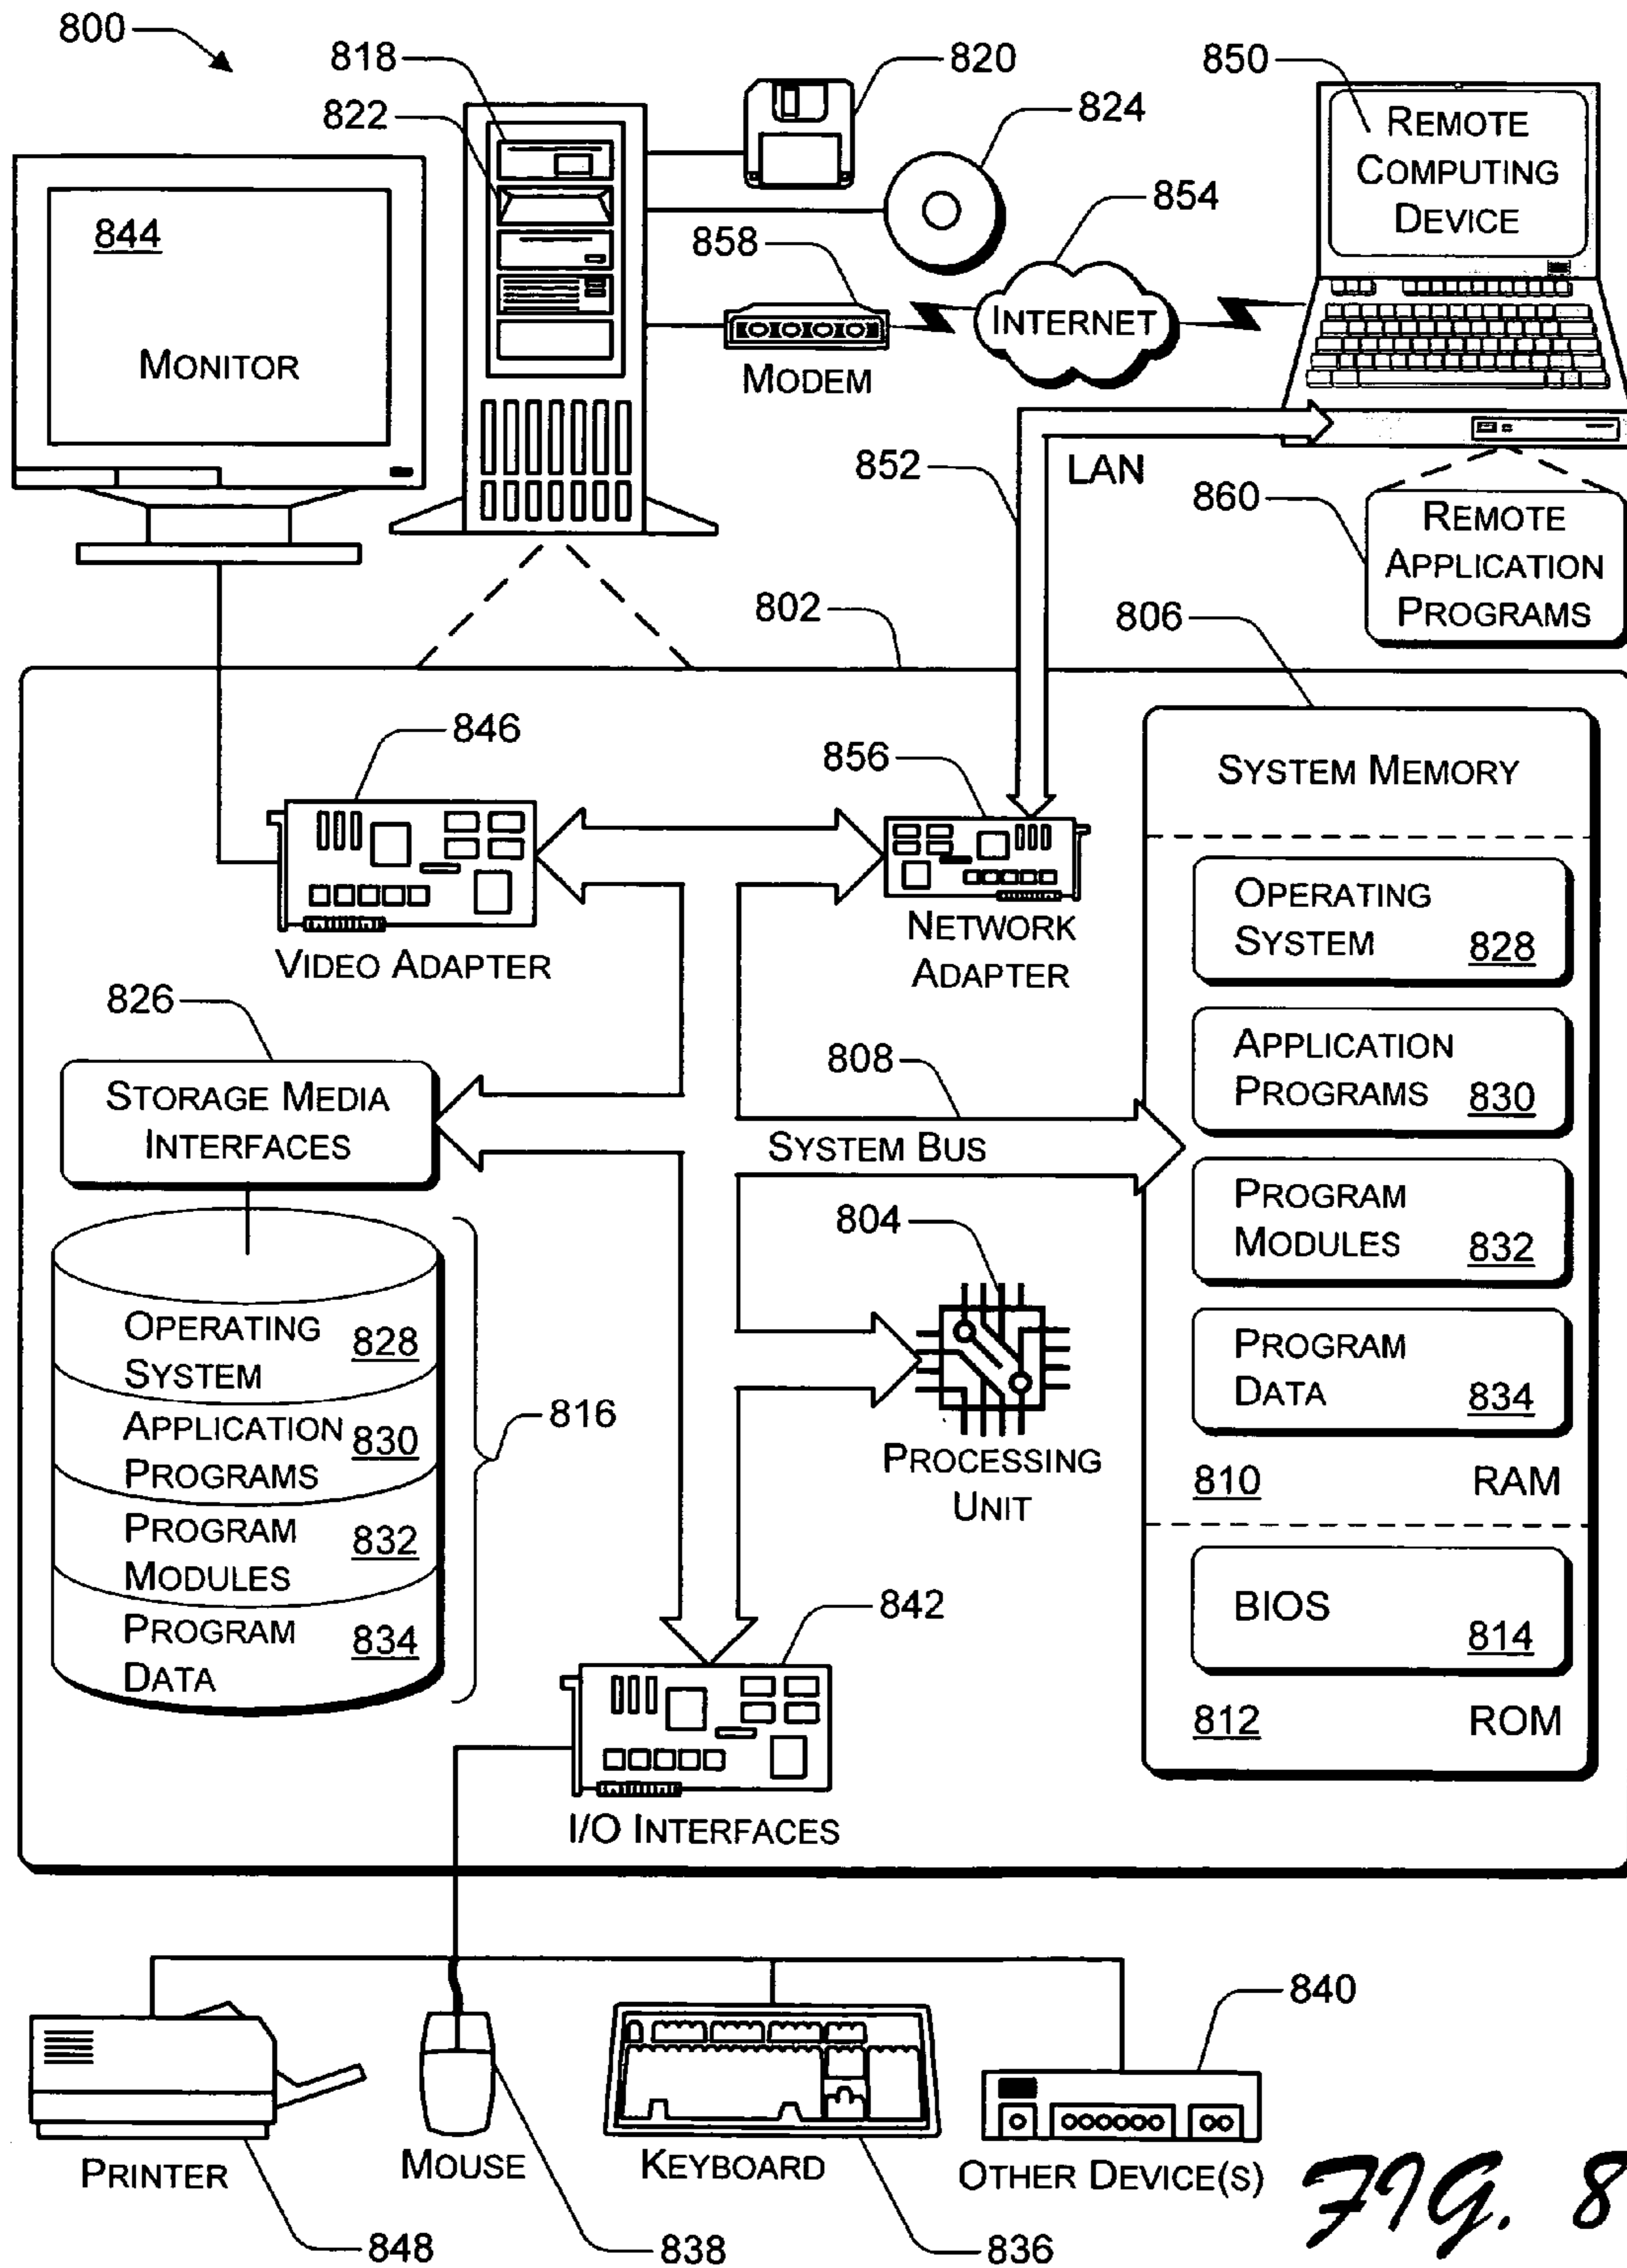 800
818
820
850
822
824
REMOTE
COMPUTING
DEVICE
854
844
858
INTERNET
MONITOR
MODEM
852
LAN
860
REMOTE
APPLICATION
PROGRAMS
802
806
846
856
SYSTEM MEMORY
OPERATING
SYSTEM 828
NETWORK
ADAPTER
VIDEO ADAPTER
826
808
APPLICATION
PROGRAMS 830
STORAGE MEDIA
INTERFACES
SYSTEM BUS
PROGRAM
MODULES 832
804
OPERATING
SYSTEM 828
PROGRAM
DATA 834
816
APPLICATION
PROGRAMS 830
PROCESSING
UNIT
810 RAM
PROGRAM
MODULES 832
842
BIOS
814
PROGRAM
DATA 834
812 ROM
I/O INTERFACES
840
PRINTER
MOUSE
KEYBOARD
OTHER DEVICE(S)
848
838
836
FIG. 8